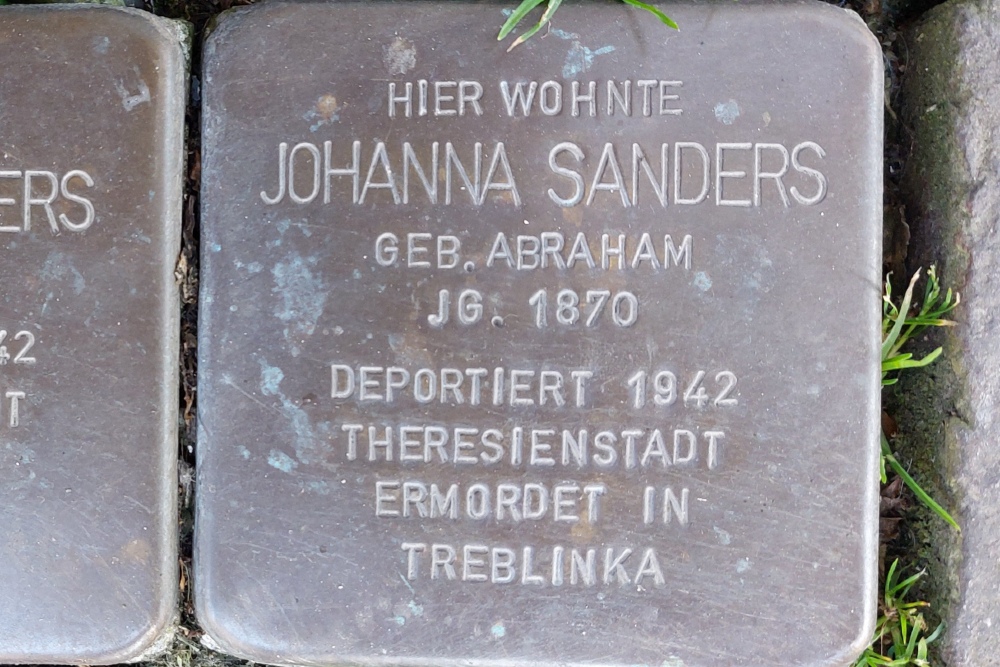 HIER WOHNTE
JOHANNA SANDERS
GEB. ABRAHAM
JG. 1870
DEPORTIERT 1942
THERESIENSTADT
ERMORDET IN
TREBLINKA